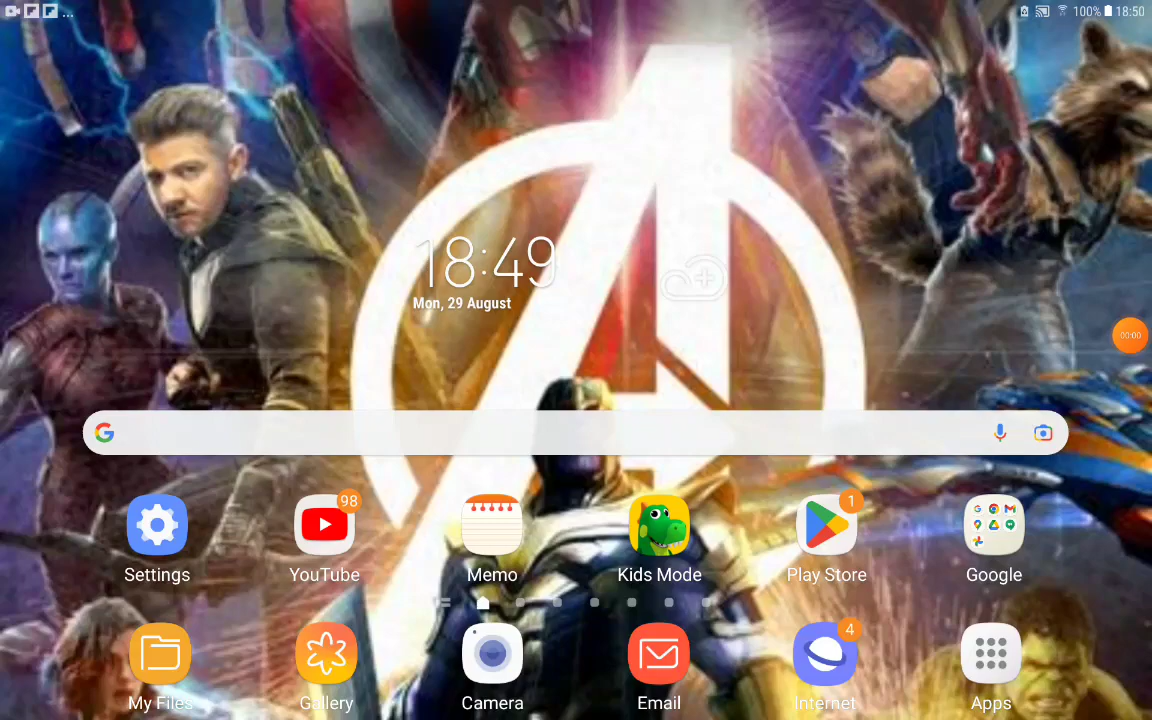 ... 100% 18:50
18:49
Mon, 29 August
00:00
98
1
Settings YouTube Memo Kids Mode Play Store Google
4
My Files Gallery Camera Email Internet Apps